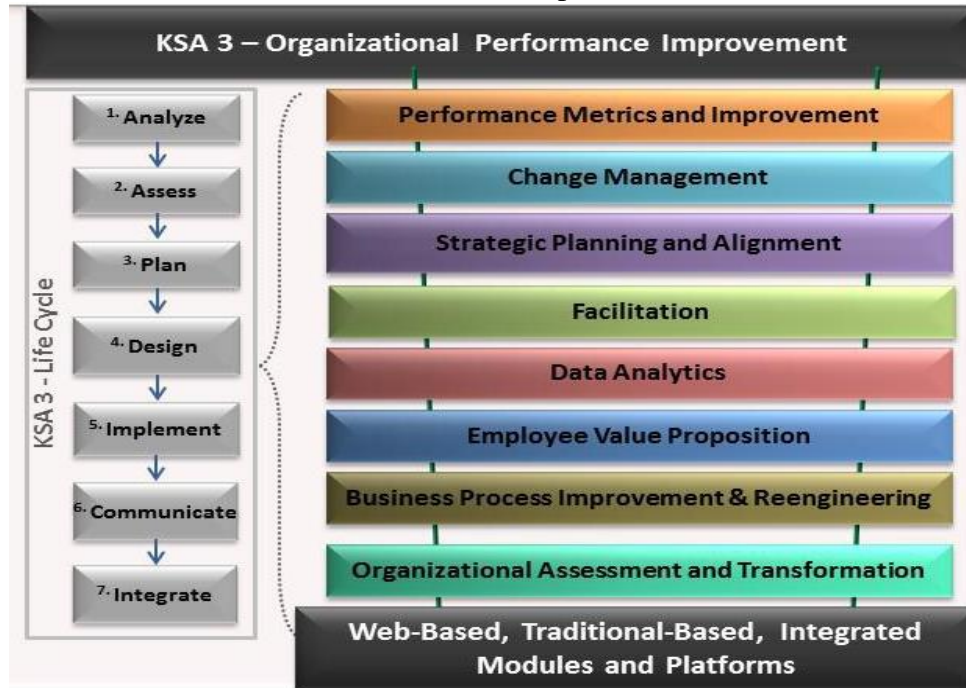 KSA 3 – Organizational Performance Improvement
KSA 3 - Life Cycle
1. Analyze
2. Assess
3. Plan
4. Design
5. Implement
6. Communicate
7. Integrate
Performance Metrics and Improvement
Change Management
Strategic Planning and Alignment
Facilitation
Data Analytics
Employee Value Proposition
Business Process Improvement & Reengineering
Organizational Assessment and Transformation
Web-Based, Traditional-Based, Integrated
Modules and Platforms